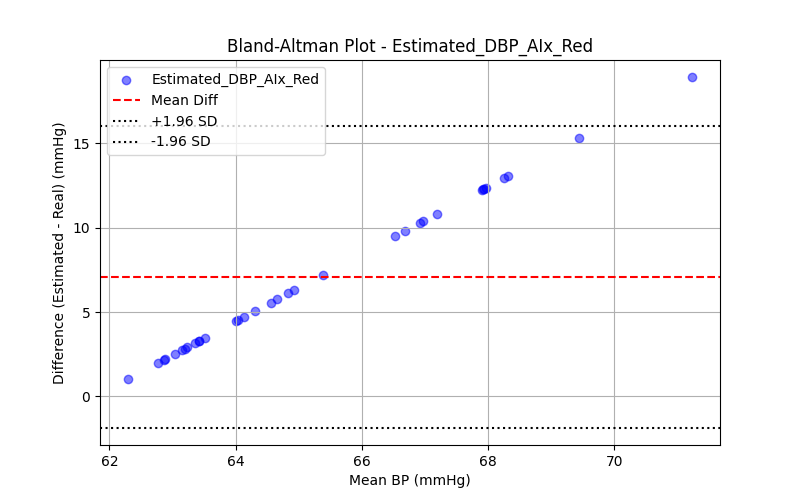 Bland-Altman Plot - Estimated_DBP_AIx_Red
Estimated_DBP_AIx_Red
Mean Diff
+1.96 SD
-1.96 SD
Difference (Estimated - Real) (mmHg)
15
10
5
0
62 64 66 68 70
Mean BP (mmHg)